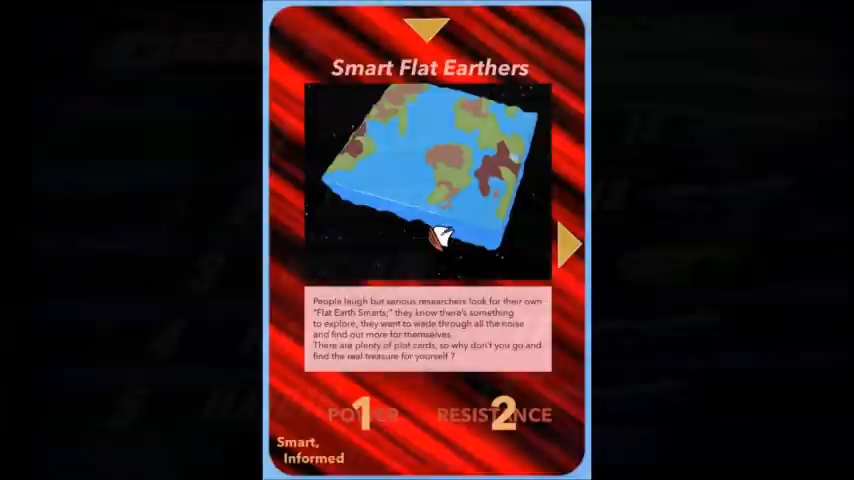 Smart Flat Earthers
People laugh but serious researchers look for their own
"Flat Earth Smarts;" they know there's something
to explore, they want to wade through all the noise
and find out more for themselves.
There are plenty of plot cards, so why don't you go and
find the real treasure for yourself ?
POWER 1 RESISTANCE 2
Smart,
Informed